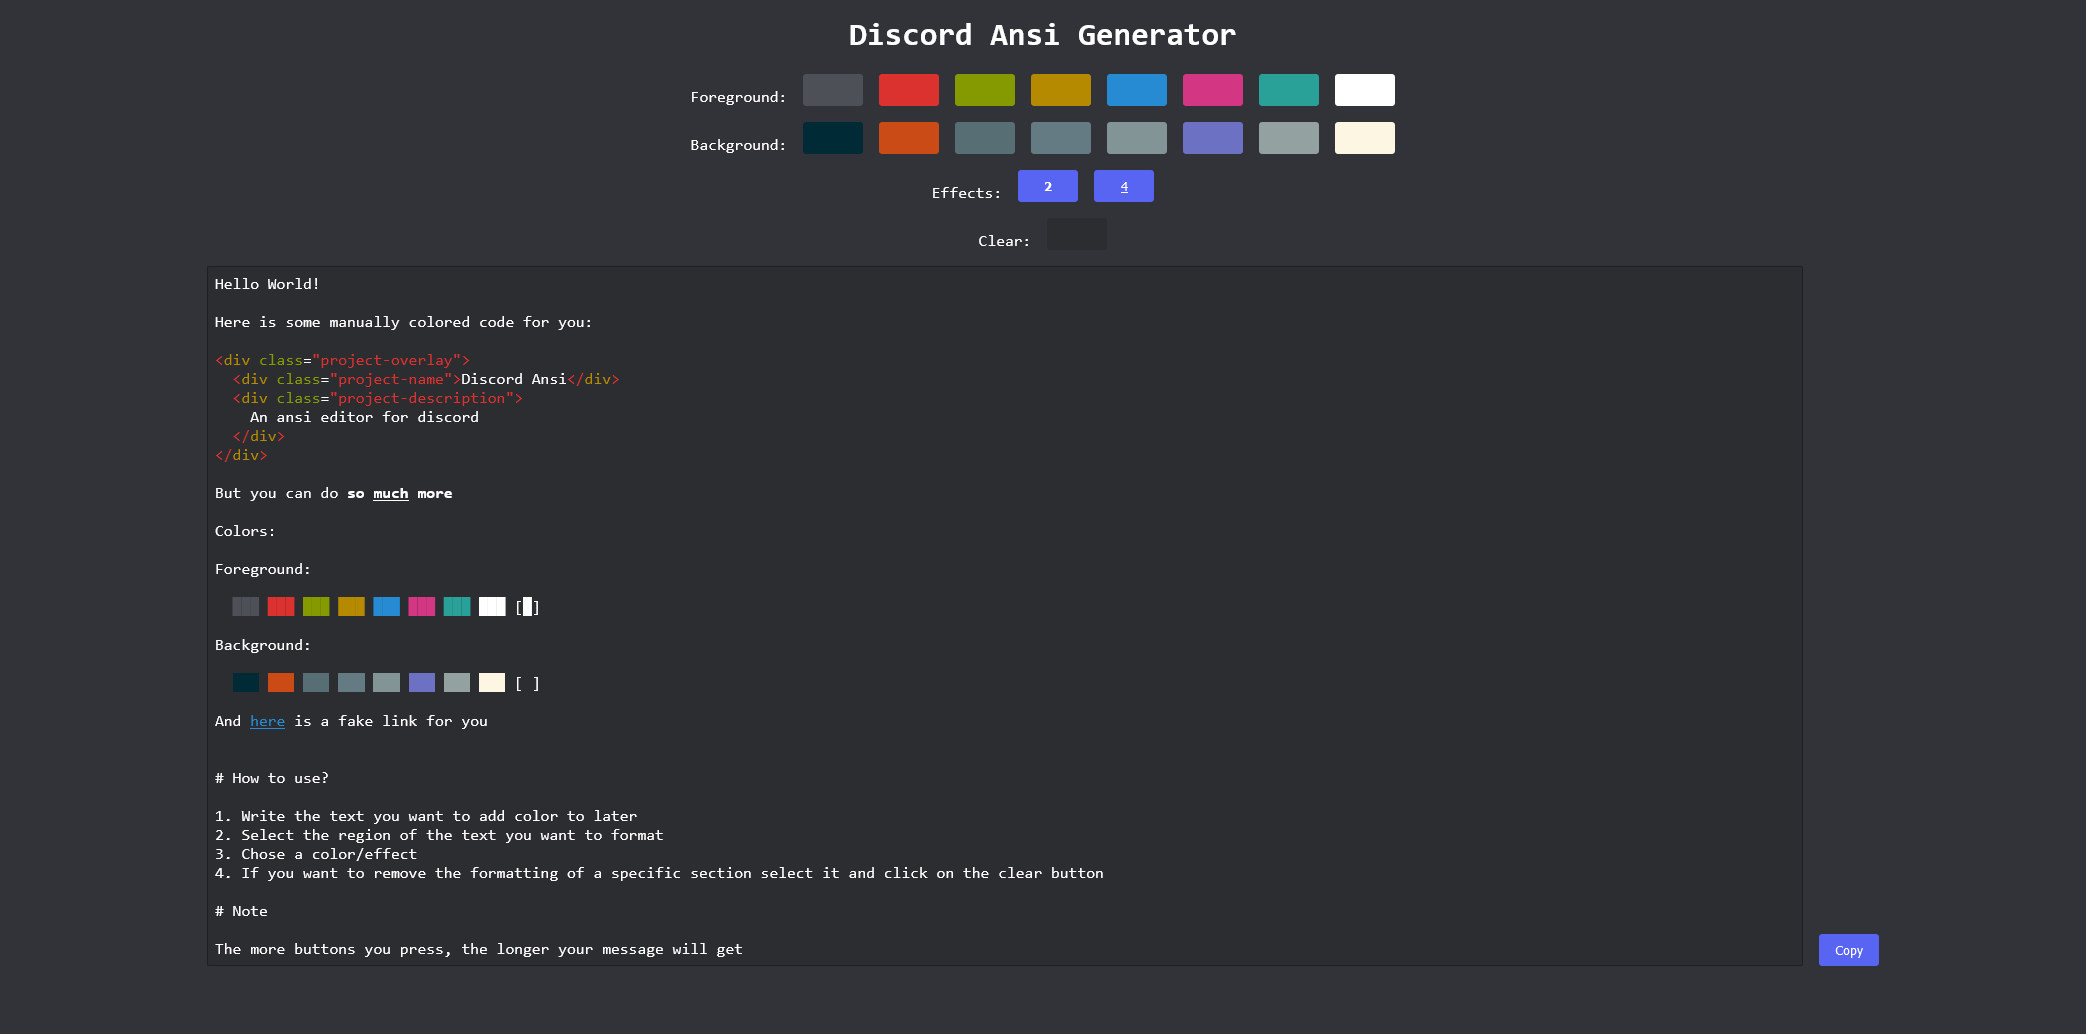 Discord Ansi Generator
Foreground:
Background:
Effects: 2 4
Clear:
Hello World!
Here is some manually colored code for you:
<div class="project-overlay">
<div class="project-name">Discord Ansi</div>
<div class="project-description">
An ansi editor for discord
</div>
</div>
But you can do so much more
Colors:
Foreground:
[█]
Background:
[ ]
And here is a fake link for you
# How to use?
1. Write the text you want to add color to later
2. Select the region of the text you want to format
3. Chose a color/effect
4. If you want to remove the formatting of a specific section select it and click on the clear button
# Note
The more buttons you press, the longer your message will get
Copy